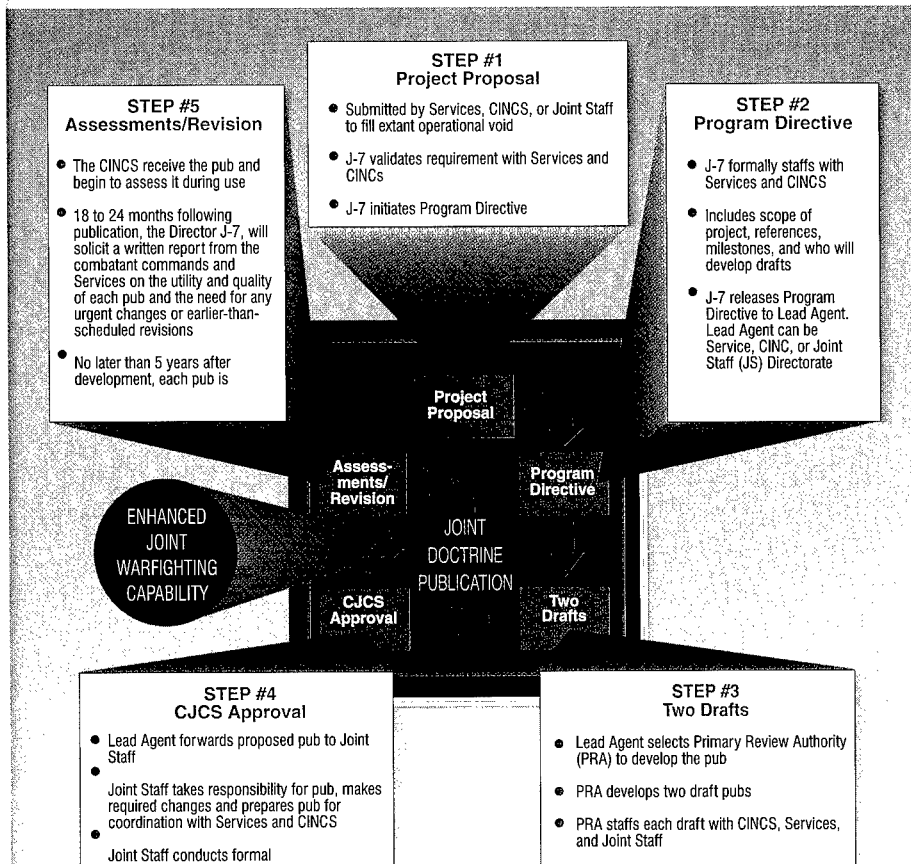 STEP #1
Project Proposal
• Submitted by Services, CINCS, or Joint Staff
to fill extant operational void
• J-7 validates requirement with Services and
CINCs
• J-7 initiates Program Directive
STEP #2
Program Directive
• J-7 formally staffs with
Services and CINCS
• Includes scope of
project, references,
milestones, and who will
develop drafts
• J-7 releases Program
Directive to Lead Agent.
Lead Agent can be
Service, CINC, or Joint
Staff (JS) Directorate
STEP #3
Two Drafts
• Lead Agent selects Primary Review Authority
(PRA) to develop the pub
• PRA develops two draft pubs
• PRA staffs each draft with CINCS, Services,
and Joint Staff
STEP #4
CJCS Approval
• Lead Agent forwards proposed pub to Joint
Staff
•
Joint Staff takes responsibility for pub, makes
required changes and prepares pub for
coordination with Services and CINCS
•
Joint Staff conducts formal
STEP #5
Assessments/Revision
• The CINCS receive the pub and
begin to assess it during use
• 18 to 24 months following
publication, the Director J-7, will
solicit a written report from the
combatant commands and
Services on the utility and quality
of each pub and the need for any
urgent changes or earlier-than-
scheduled revisions
• No later than 5 years after
development, each pub is
Project
Proposal
Program
Directive
Two
Drafts
CJCS
Approval
Assess-
ments/
Revision
JOINT
DOCTRINE
PUBLICATION
ENHANCED
JOINT
WARFIGHTING
CAPABILITY